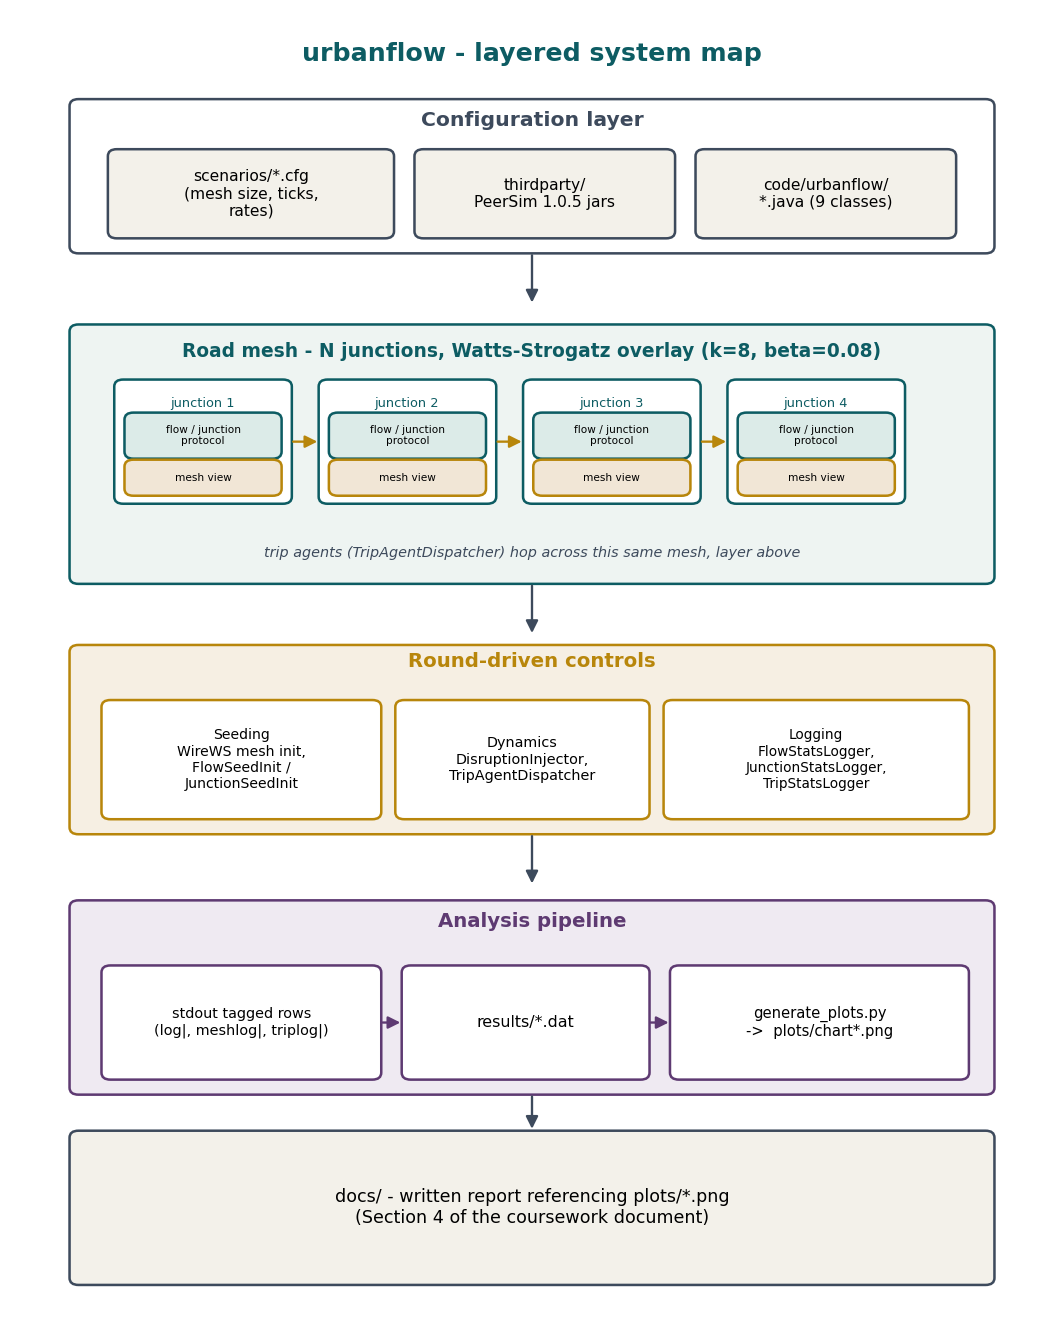 urbanflow - layered system map
Configuration layer
scenarios/*.cfg
(mesh size, ticks,
rates)
thirdparty/
PeerSim 1.0.5 jars
code/urbanflow/
*.java (9 classes)
Road mesh - N junctions, Watts-Strogatz overlay (k=8, beta=0.08)
junction 1
flow / junction
protocol
mesh view
junction 2
flow / junction
protocol
mesh view
junction 3
flow / junction
protocol
mesh view
junction 4
flow / junction
protocol
mesh view
trip agents (TripAgentDispatcher) hop across this same mesh, layer above
Round-driven controls
Seeding
WireWS mesh init,
FlowSeedInit /
JunctionSeedInit
Dynamics
DisruptionInjector,
TripAgentDispatcher
Logging
FlowStatsLogger,
JunctionStatsLogger,
TripStatsLogger
Analysis pipeline
stdout tagged rows
(log|, meshlog|, triplog|)
results/*.dat
generate_plots.py
-> plots/chart*.png
docs/ - written report referencing plots/*.png
(Section 4 of the coursework document)